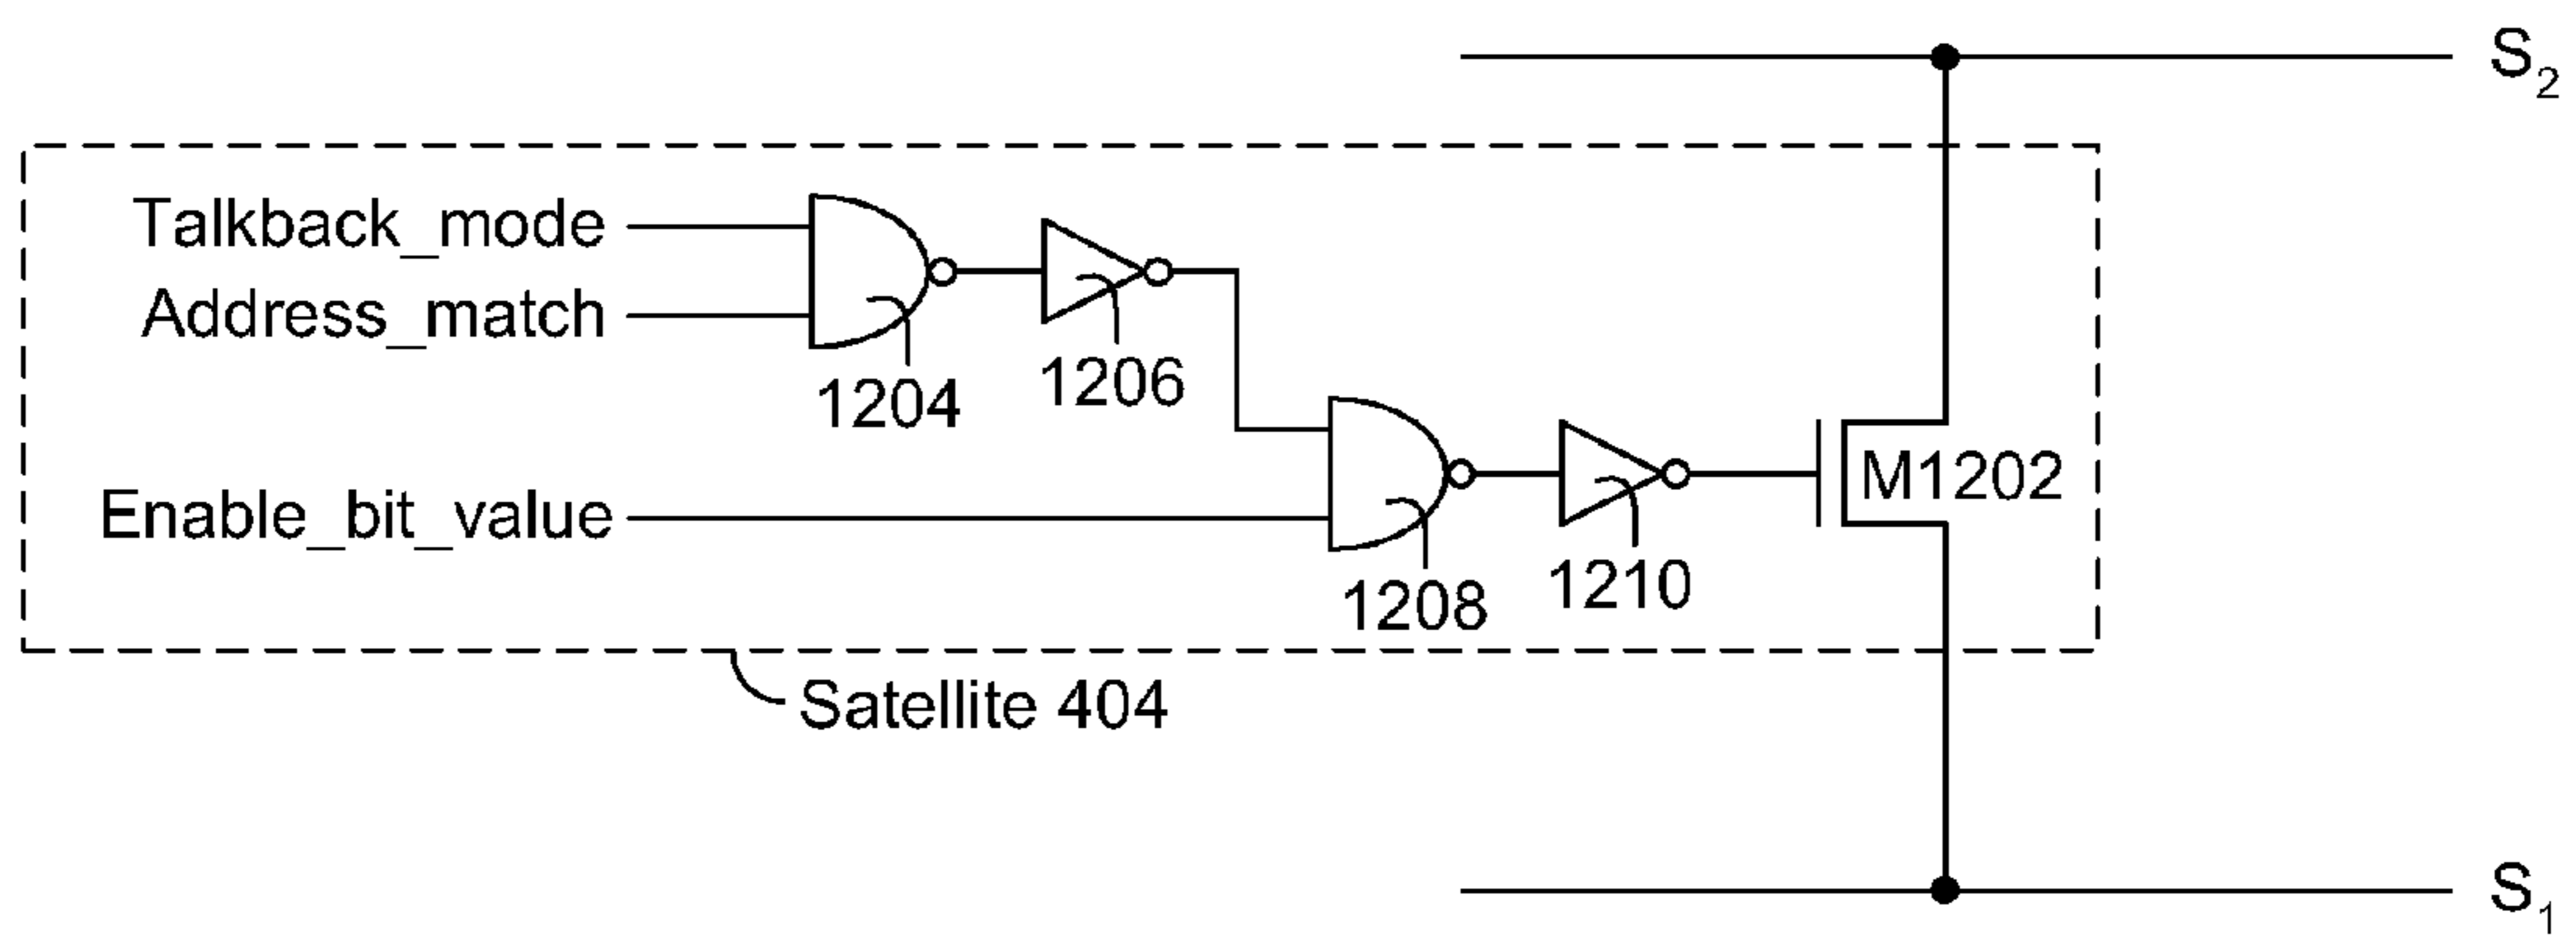 S2
Talkback_mode
Address_match
1204
1206
M1202
Enable_bit_value
1208
1210
Satellite 404
S1